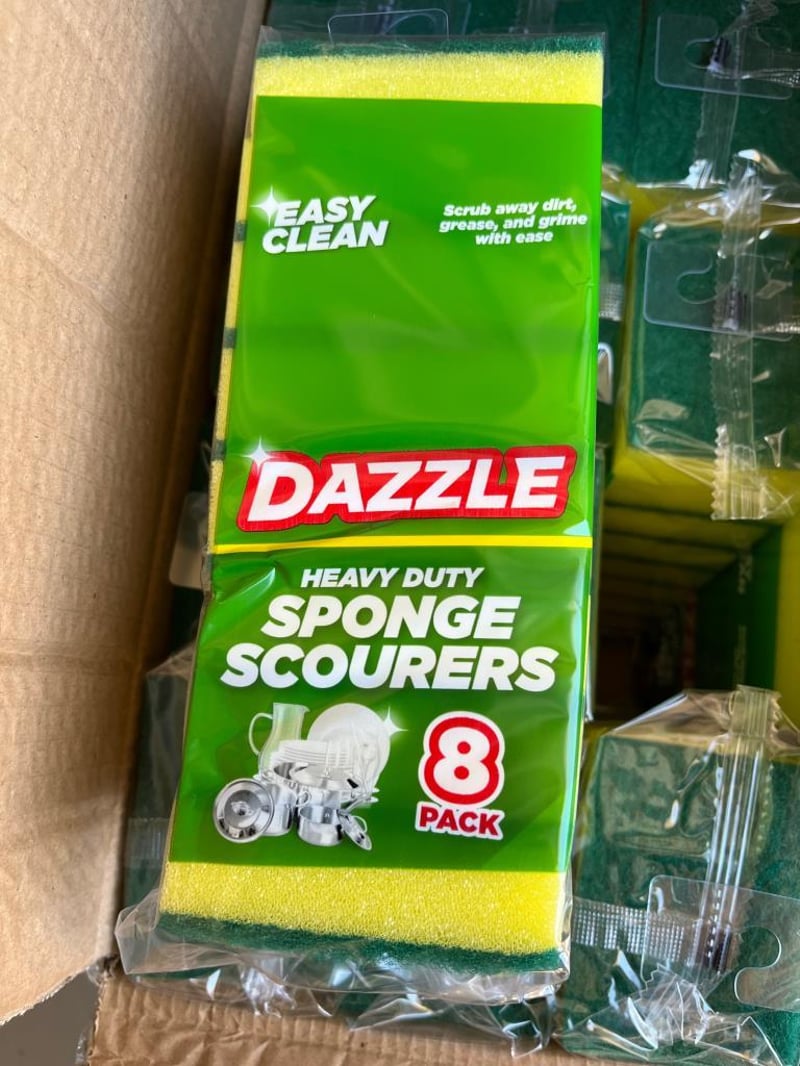 EASY
CLEAN
Scrub away dirt,
grease, and grime
with ease
DAZZLE
HEAVY DUTY
SPONGE
SCOURERS
8
PACK